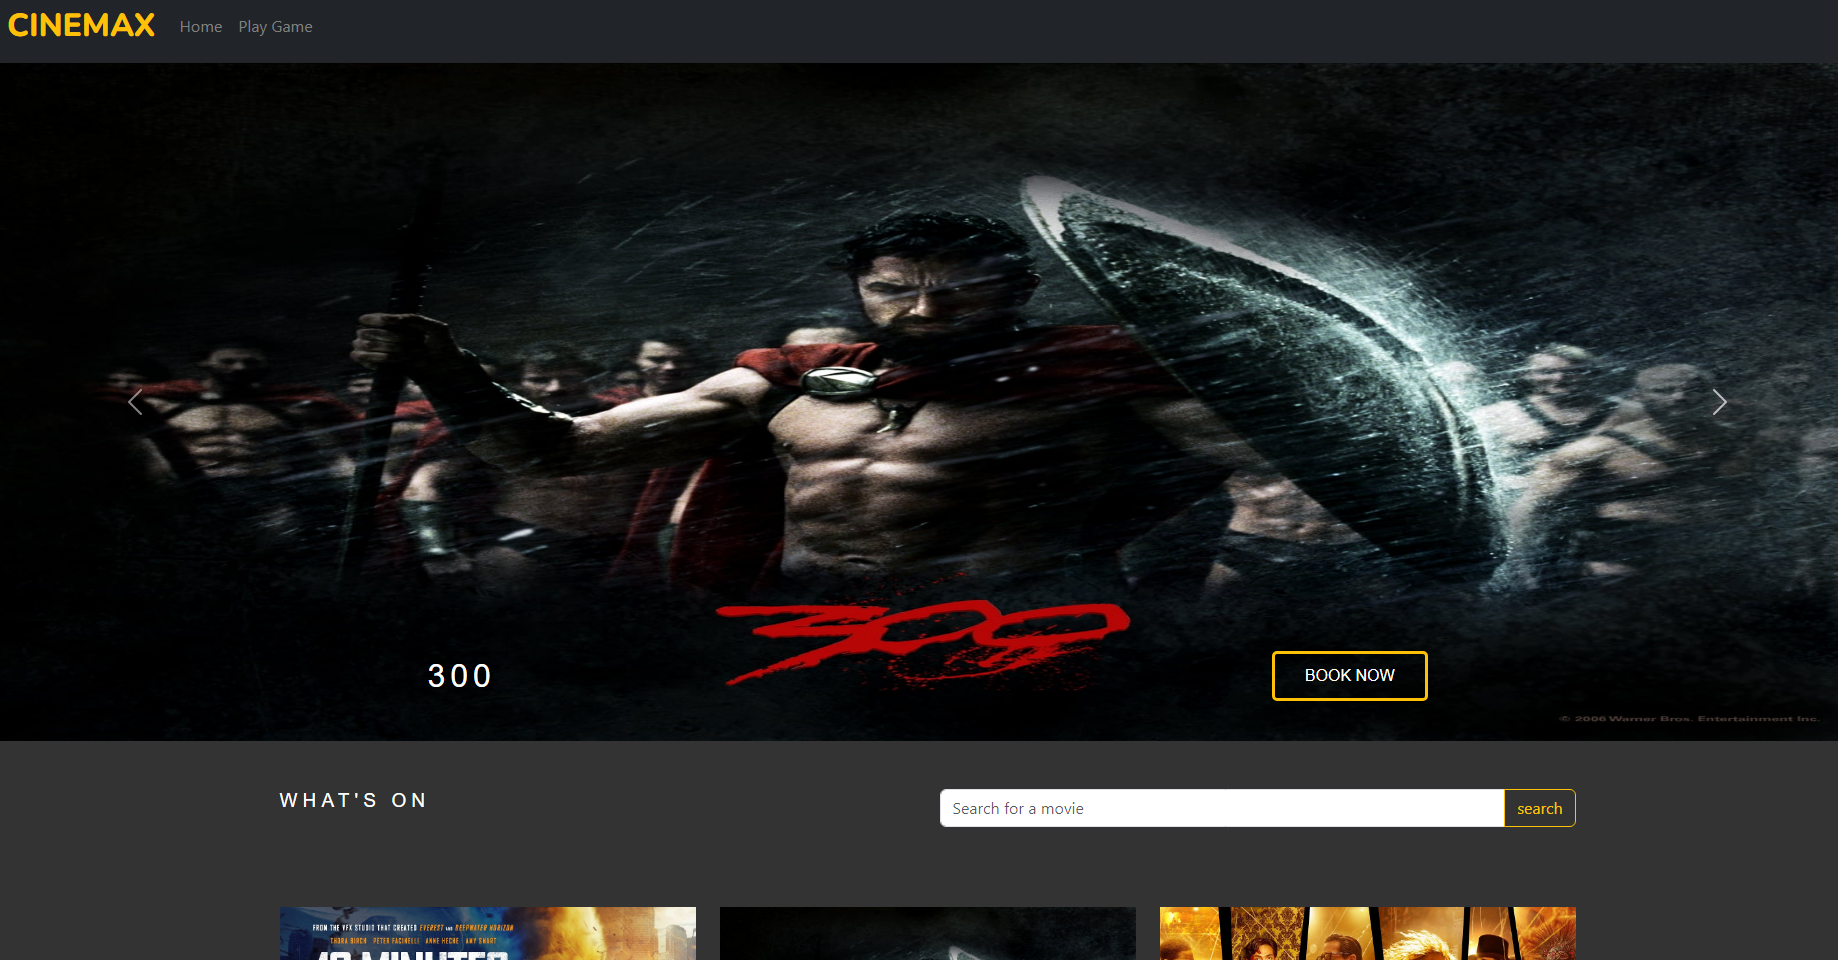 CINEMAX
Home
Play Game
300
300
BOOK NOW
© 2006 Warner Bros. Entertainment Inc.
WHAT'S ON
Search for a movie
search
FROM THE VFX STUDIO THAT CREATED EVEREST AND DEEPWATER HORIZON
THORA BIRCH PETER FACINELLI ANNE HECHE AMY SMART
MINUTES